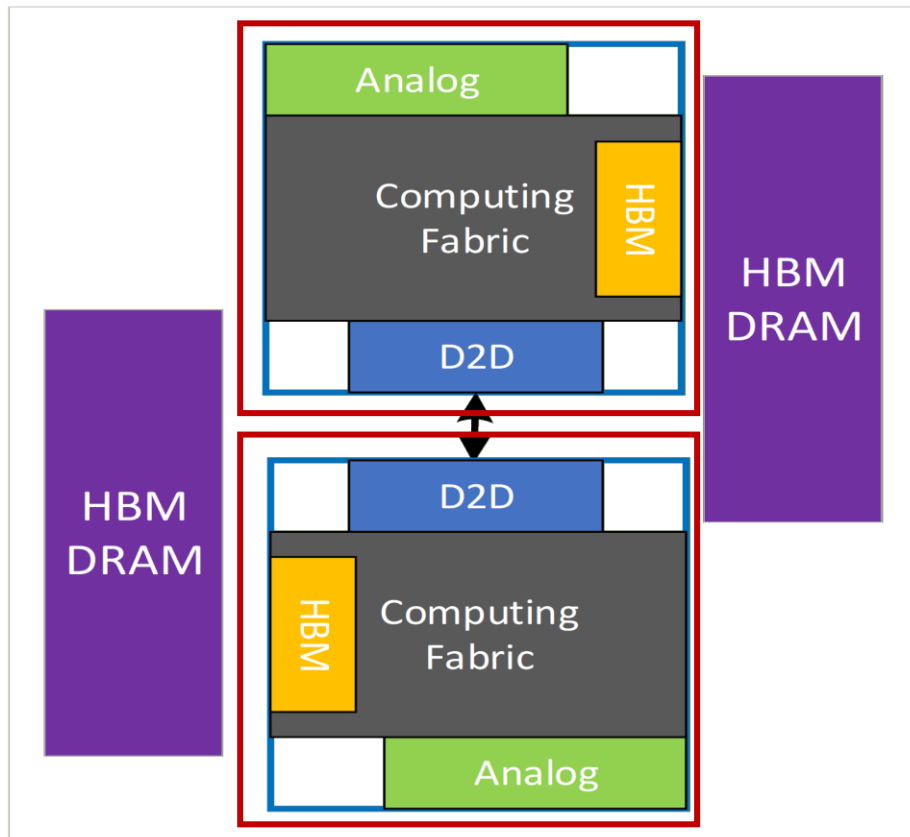 Analog
Computing
Fabric
HBM
D2D
HBM
DRAM
HBM
DRAM
D2D
HBM
Computing
Fabric
Analog